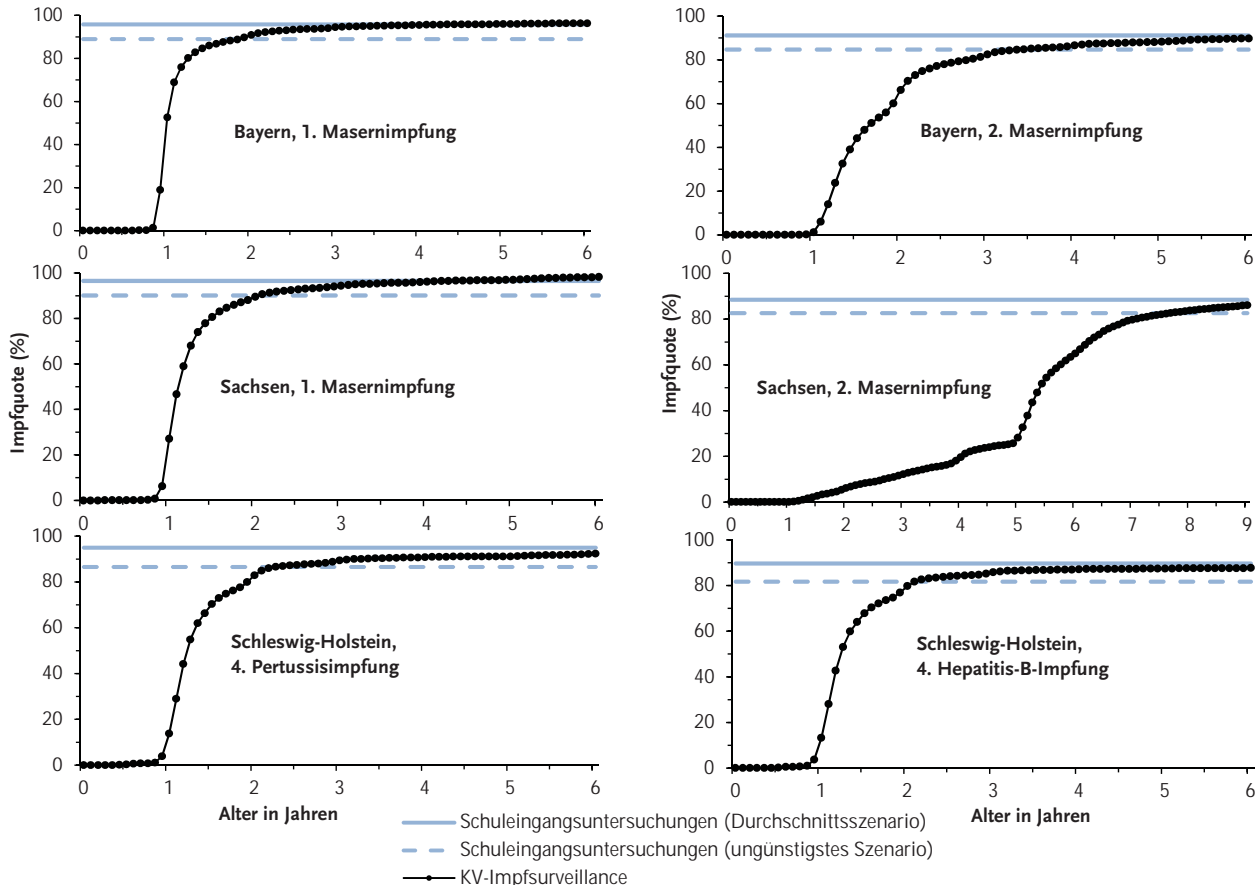 100
80
60
40
20
0
0 1 2 3 4 5 6
Bayern, 1. Masernimpfung
100
80
60
40
20
0
0 1 2 3 4 5 6
Bayern, 2. Masernimpfung
Impfquote (%)
100
80
60
40
20
0
0 1 2 3 4 5 6
Sachsen, 1. Masernimpfung
Impfquote (%)
100
80
60
40
20
0
0 1 2 3 4 5 6 7 8 9
Sachsen, 2. Masernimpfung
100
80
60
40
20
0
0 1 2 3 4 5 6
Schleswig-Holstein,
4. Pertussisimpfung
Alter in Jahren
100
80
60
40
20
0
0 1 2 3 4 5 6
Schleswig-Holstein,
4. Hepatitis-B-Impfung
Alter in Jahren
Schuleingangsuntersuchungen (Durchschnittsszenario)
Schuleingangsuntersuchungen (ungünstigstes Szenario)
KV-Impfsurveillance